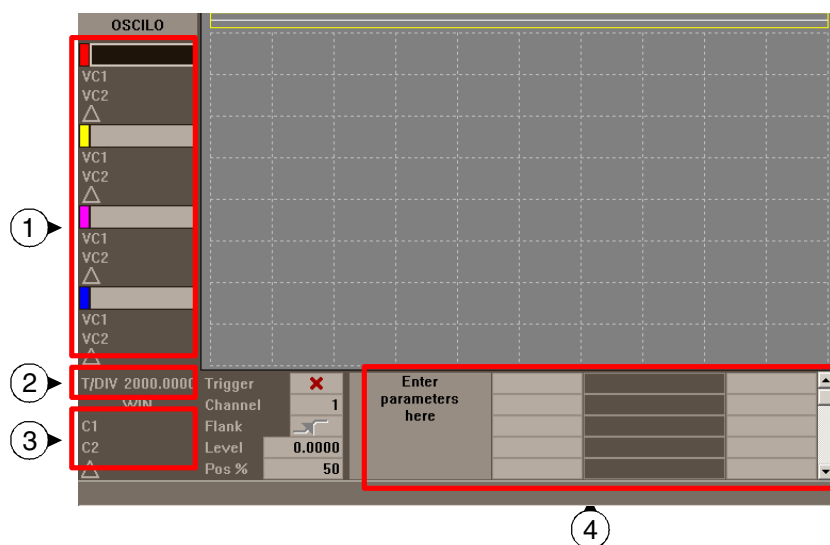 OSCILO
VC1
VC2
△
VC1
VC2
△
VC1
VC2
△
VC1
VC2
△
1
2
T/DIV 2000.0000
WIN
3
C1
C2
△
Trigger
Channel 1
Flank
Level 0.0000
Pos % 50
Enter
parameters
here
4